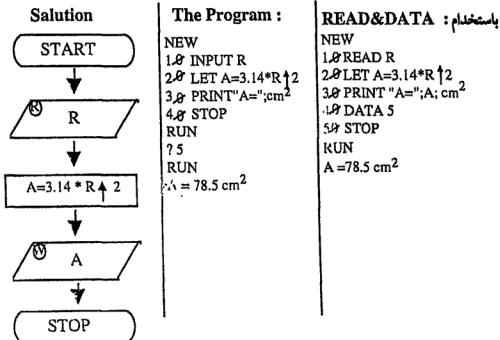 Salution
START
R
R
A=3.14 * R↑ 2
W
A
STOP
The Program :
NEW
10 INPUT R
20 LET A=3.14*R↑2
30 PRINT"A=";cm²
40 STOP
RUN
? 5
RUN
A = 78.5 cm²
READ&DATA : باستخدام
NEW
10 READ R
20 LET A=3.14*R↑2
30 PRINT "A=";A; cm²
40 DATA 5
50 STOP
RUN
A =78.5 cm²